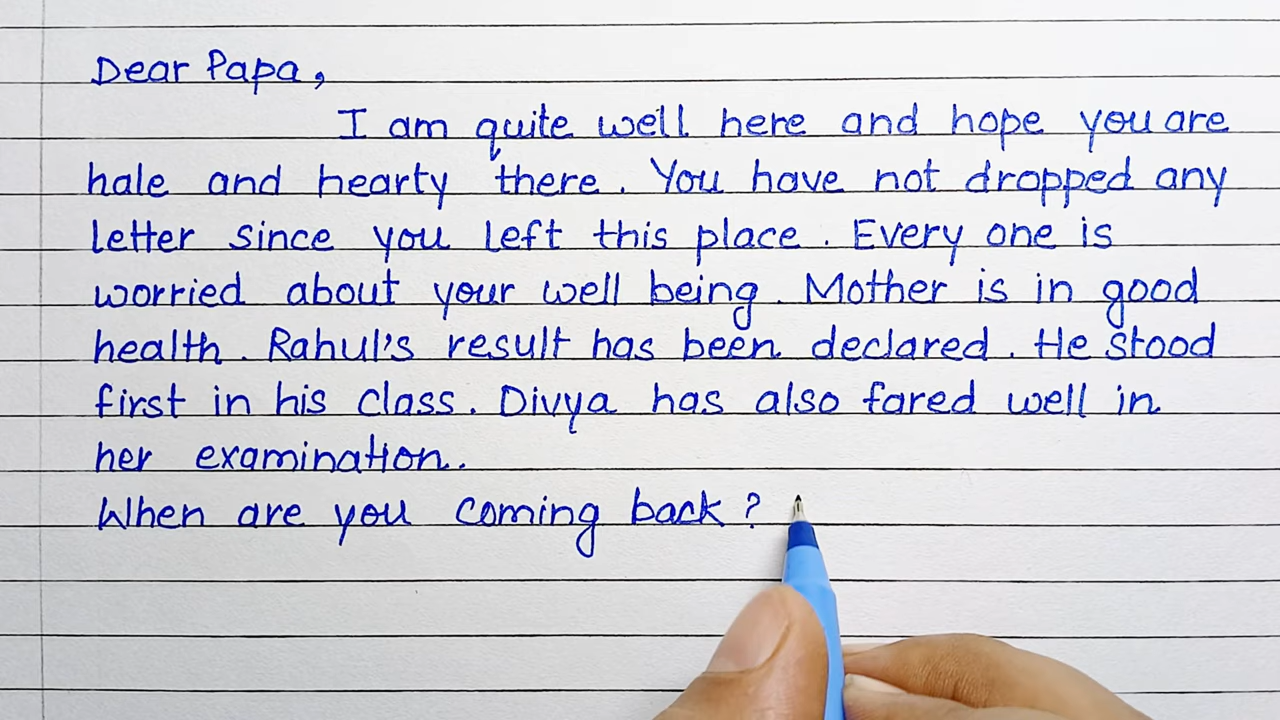 Dear Papa,
I am quite well here and hope you are
hale and hearty there. You have not dropped any
letter since you left this place. Every one is
worried about your well being. Mother is in good
health. Rahul's result has been declared. He stood
first in his class. Divya has also fared well in
her examination.
When are you coming back?